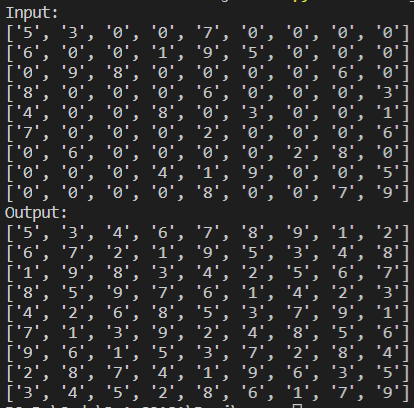 Input:
['5', '3', '0', '0', '7', '0', '0', '0', '0']
['6', '0', '0', '1', '9', '5', '0', '0', '0']
['0', '9', '8', '0', '0', '0', '0', '6', '0']
['8', '0', '0', '0', '6', '0', '0', '0', '3']
['4', '0', '0', '8', '0', '3', '0', '0', '1']
['7', '0', '0', '0', '2', '0', '0', '0', '6']
['0', '6', '0', '0', '0', '0', '2', '8', '0']
['0', '0', '0', '4', '1', '9', '0', '0', '5']
['0', '0', '0', '0', '8', '0', '0', '7', '9']
Output:
['5', '3', '4', '6', '7', '8', '9', '1', '2']
['6', '7', '2', '1', '9', '5', '3', '4', '8']
['1', '9', '8', '3', '4', '2', '5', '6', '7']
['8', '5', '9', '7', '6', '1', '4', '2', '3']
['4', '2', '6', '8', '5', '3', '7', '9', '1']
['7', '1', '3', '9', '2', '4', '8', '5', '6']
['9', '6', '1', '5', '3', '7', '2', '8', '4']
['2', '8', '7', '4', '1', '9', '6', '3', '5']
['3', '4', '5', '2', '8', '6', '1', '7', '9']